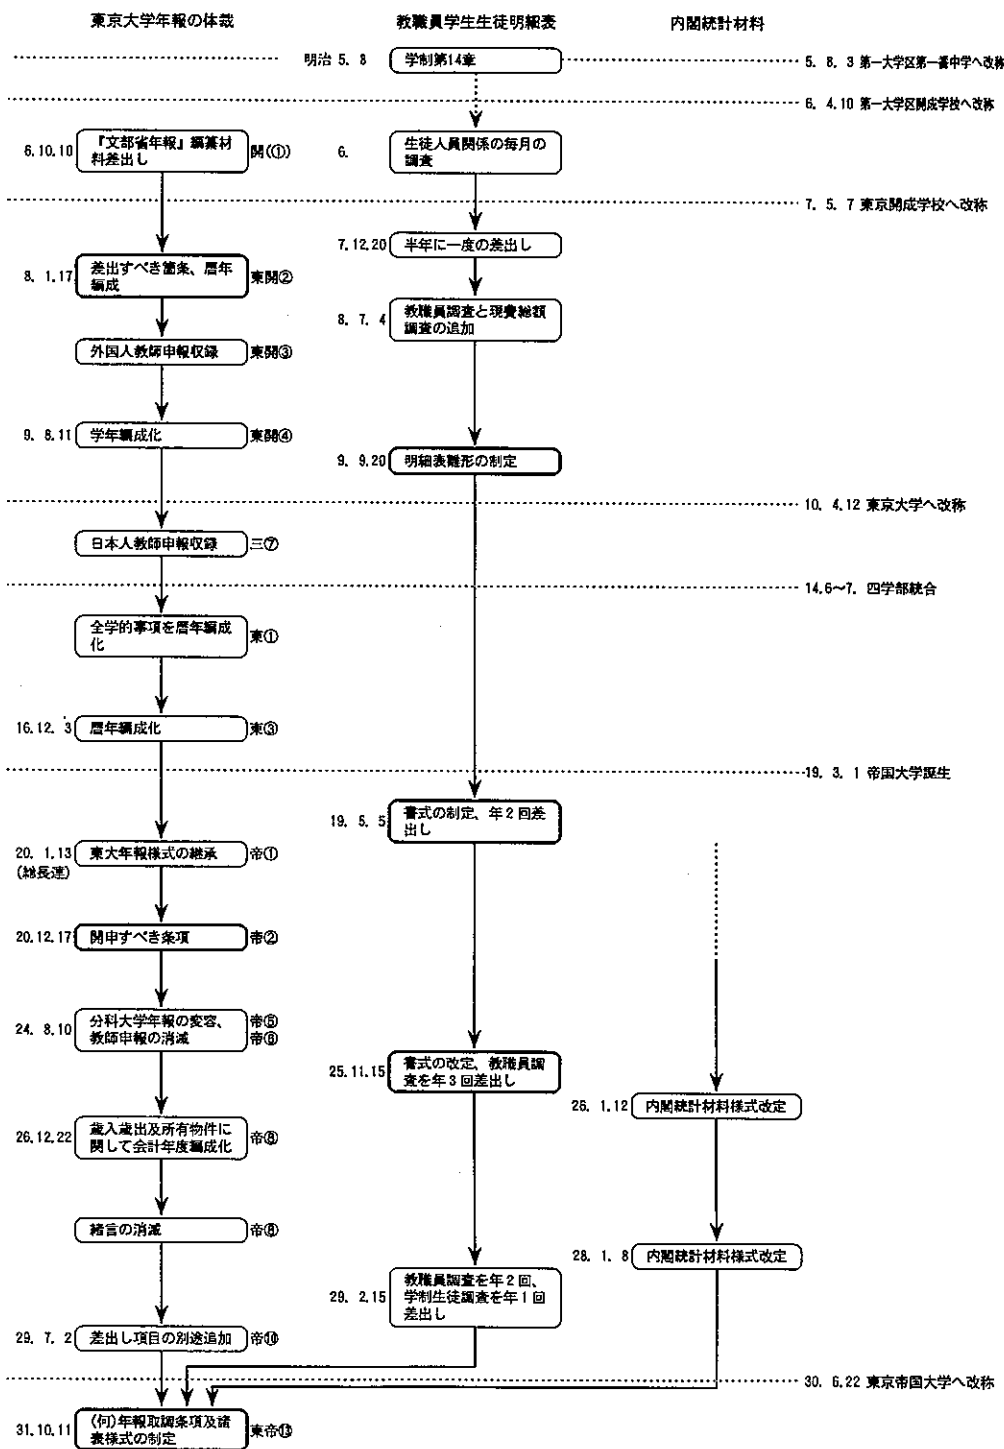 東京大学年報の体裁
教職員学生生徒明細表
内閣統計材料
明治 5. 8
学制第14章
5. 8. 3 第一大学区第一番中学へ改称
6. 4.10 第一大学区開成学校へ改称
6.10.10
『文部省年報』編纂材
料差出し
開(①)
6.
生徒人員関係の毎月の
調査
7. 5. 7 東京開成学校へ改称
7.12.20
半年に一度の差出し
8. 1.17
差出すべき箇条、暦年
編成
東開②
8. 7. 4
教職員調査と現費総額
調査の追加
外国人教師申報収録
東開③
9. 8.11
学年編成化
東開④
9. 9.20
明細表雛形の制定
10. 4.12 東京大学へ改称
日本人教師申報収録
三⑦
14.6~7. 四学部統合
全学的事項を暦年編成
化
東①
16.12. 3
暦年編成化
東③
19. 3. 1 帝国大学誕生
19. 5. 5
書式の制定、年2回差
出し
20. 1.13
(総長達)
東大年報様式の継承
帝①
20.12.17
開申すべき条項
帝②
24. 8.10
分科大学年報の変容、
教師申報の消滅
帝⑤
帝⑥
25.11.15
書式の改定、教職員調
査を年3回差出し
26. 1.12
内閣統計材料様式改定
26.12.22
歳入歳出及所有物件に
関して会計年度編成化
帝⑧
緒言の消滅
帝⑧
28. 1. 8
内閣統計材料様式改定
29. 2.15
教職員調査を年2回、
学制生徒調査を年1回
差出し
29. 7. 2
差出し項目の別途追加
帝⑩
30. 6.22 東京帝国大学へ改称
31.10.11
(何)年報取調条項及諸
表様式の制定
東帝⑬